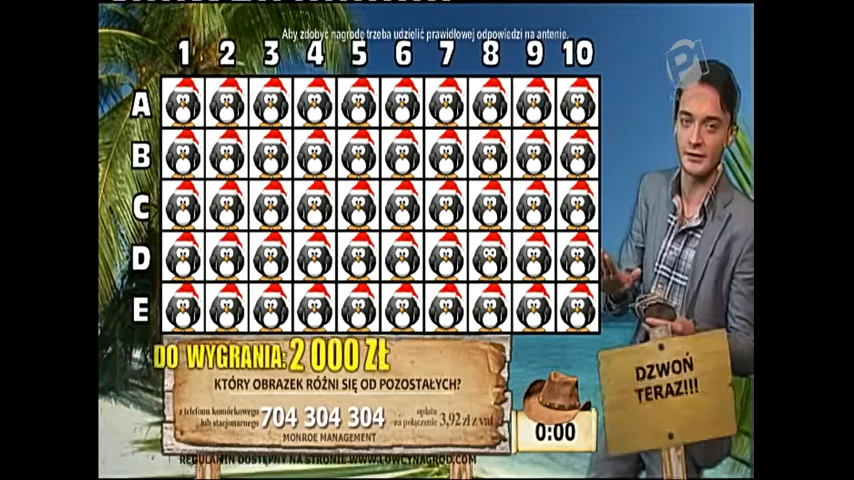 Aby zdobyć nagrodę trzeba udzielić prawidłowej odpowiedzi na antenie.
1 2 3 4 5 6 7 8 9 10
P
A
B
C
D
E
DO WYGRANIA: 2 000 ZŁ
KTÓRY OBRAZEK RÓŻNI SIĘ OD POZOSTAŁYCH?
z telefonu komórkowego
lub stacjonarnego
704 304 304
opłata
za połączenie 3,92 zł z vat
MONROE MANAGEMENT
0:00
DZWOŃ
TERAZ!!!
REGULAMIN DOSTĘPNY NA STRONIE WWW.LOWCYNAGROD.COM